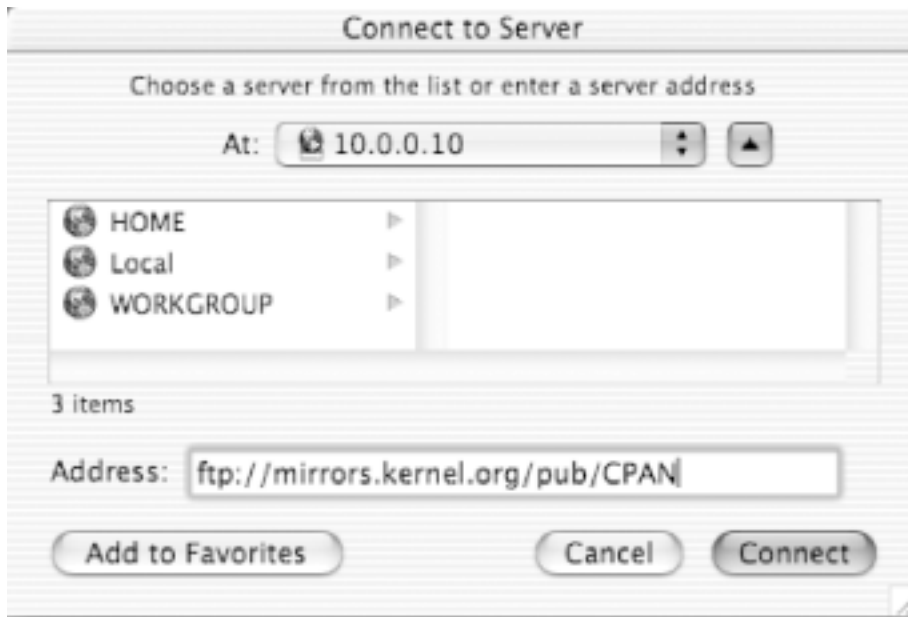 Connect to Server
Choose a server from the list or enter a server address
At: 10.0.0.10
HOME
Local
WORKGROUP
3 items
Address: ftp://mirrors.kernel.org/pub/CPAN
Add to Favorites Cancel Connect